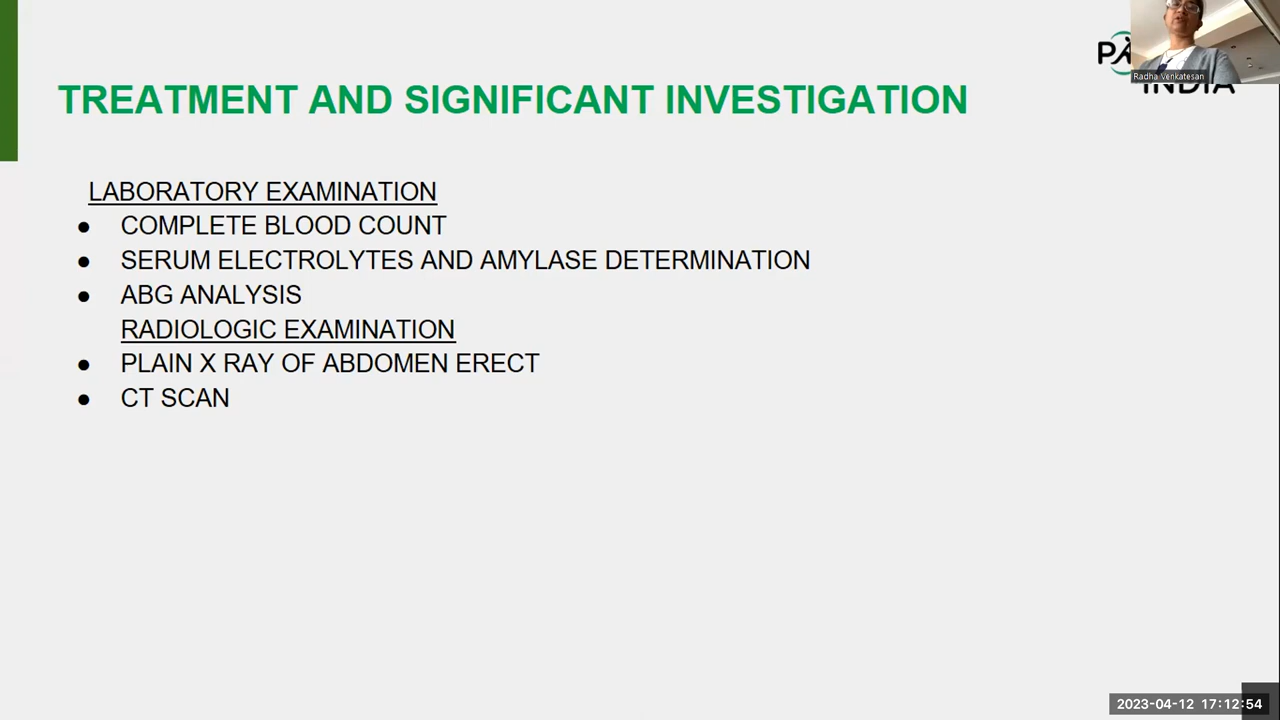 Radha Venkatesan
INDIA
TREATMENT AND SIGNIFICANT INVESTIGATION
LABORATORY EXAMINATION
● COMPLETE BLOOD COUNT
● SERUM ELECTROLYTES AND AMYLASE DETERMINATION
● ABG ANALYSIS
RADIOLOGIC EXAMINATION
● PLAIN X RAY OF ABDOMEN ERECT
● CT SCAN
2023-04-12 17:12:54